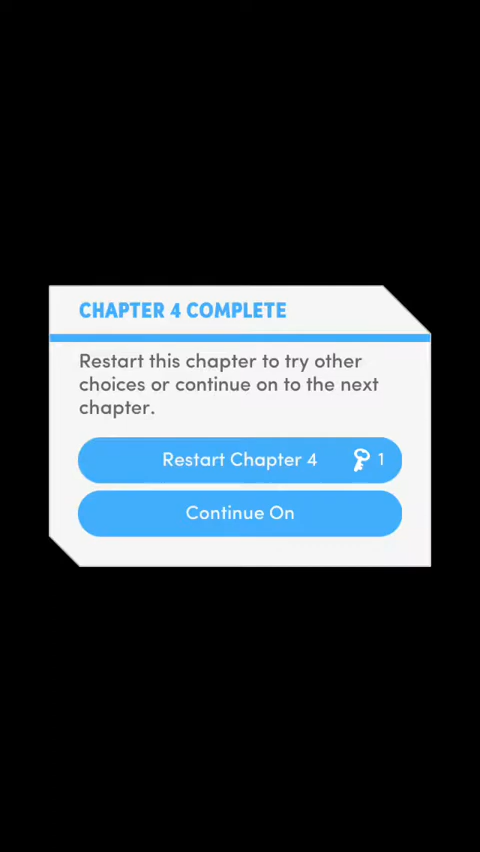 CHAPTER 4 COMPLETE
Restart this chapter to try other
choices or continue on to the next
chapter.
Restart Chapter 4 1
Continue On